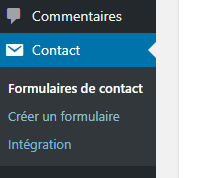 Commentaires
Contact
Formulaires de contact
Créer un formulaire
Intégration